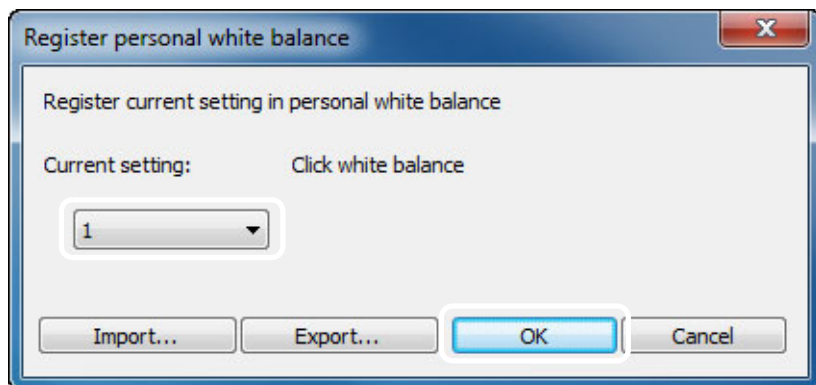 Register personal white balance
Register current setting in personal white balance
Current setting: Click white balance
1
Import... Export... OK Cancel